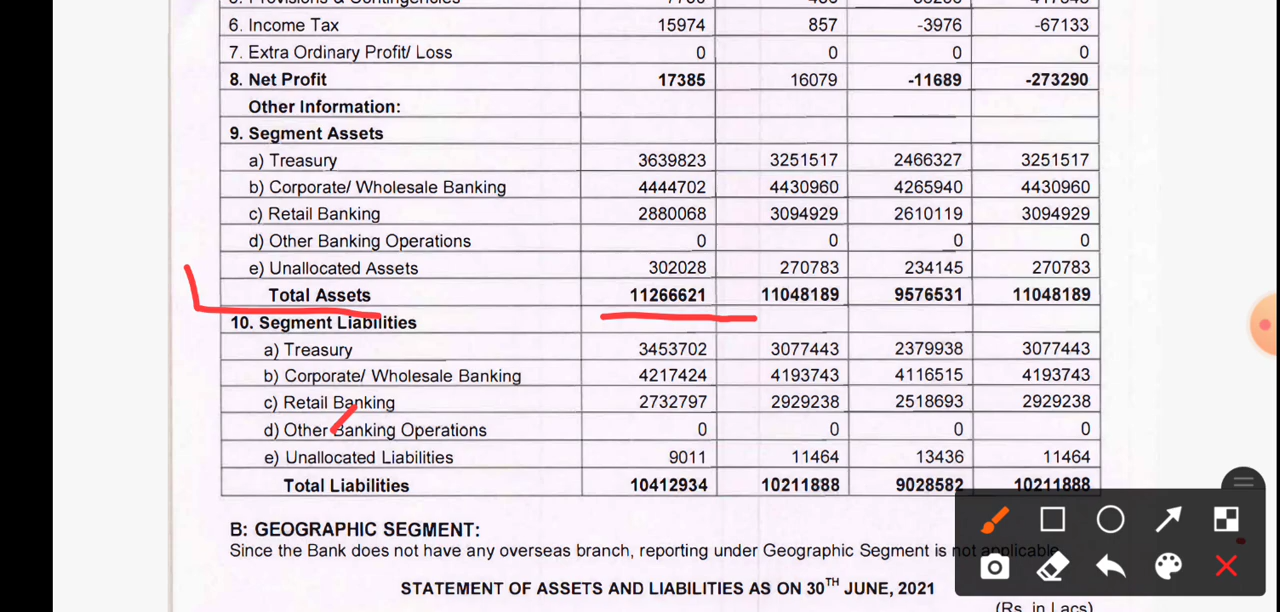 6. Income Tax 15974 857 -3976 -67133
7. Extra Ordinary Profit/ Loss 0 0 0 0
8. Net Profit 17385 16079 -11689 -273290
Other Information:
9. Segment Assets
a) Treasury 3639823 3251517 2466327 3251517
b) Corporate/ Wholesale Banking 4444702 4430960 4265940 4430960
c) Retail Banking 2880068 3094929 2610119 3094929
d) Other Banking Operations 0 0 0 0
e) Unallocated Assets 302028 270783 234145 270783
Total Assets 11266621 11048189 9576531 11048189
10. Segment Liabilities
a) Treasury 3453702 3077443 2379938 3077443
b) Corporate/ Wholesale Banking 4217424 4193743 4116515 4193743
c) Retail Banking 2732797 2929238 2518693 2929238
d) Other Banking Operations 0 0 0 0
e) Unallocated Liabilities 9011 11464 13436 11464
Total Liabilities 10412934 10211888 9028582 10211888
B: GEOGRAPHIC SEGMENT:
Since the Bank does not have any overseas branch, reporting under Geographic Segment is not applicable
STATEMENT OF ASSETS AND LIABILITIES AS ON 30TH JUNE, 2021
(Rs. in Lacs)